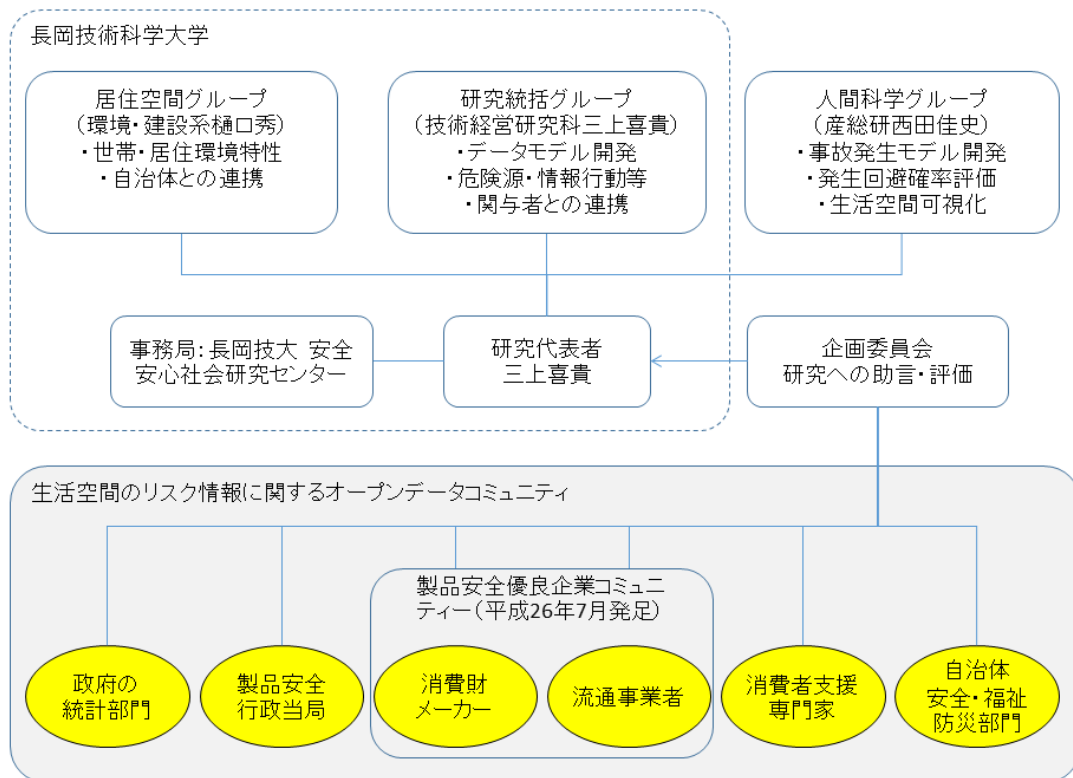 長岡技術科学大学
居住空間グループ
(環境・建設系樋口秀)
・世帯・居住環境特性
・自治体との連携
研究統括グループ
(技術経営研究科三上喜貴)
・データモデル開発
・危険源・情報行動等
・関与者との連携
人間科学グループ
(産総研西田佳史)
・事故発生モデル開発
・発生回避確率評価
・生活空間可視化
事務局:長岡技大 安全
安心社会研究センター
研究代表者
三上喜貴
企画委員会
研究への助言・評価
生活空間のリスク情報に関するオープンデータコミュニティ
製品安全優良企業コミュニ
ティー(平成26年7月発足)
政府の
統計部門
製品安全
行政当局
消費財
メーカー
流通事業者
消費者支援
専門家
自治体
安全・福祉
防災部門